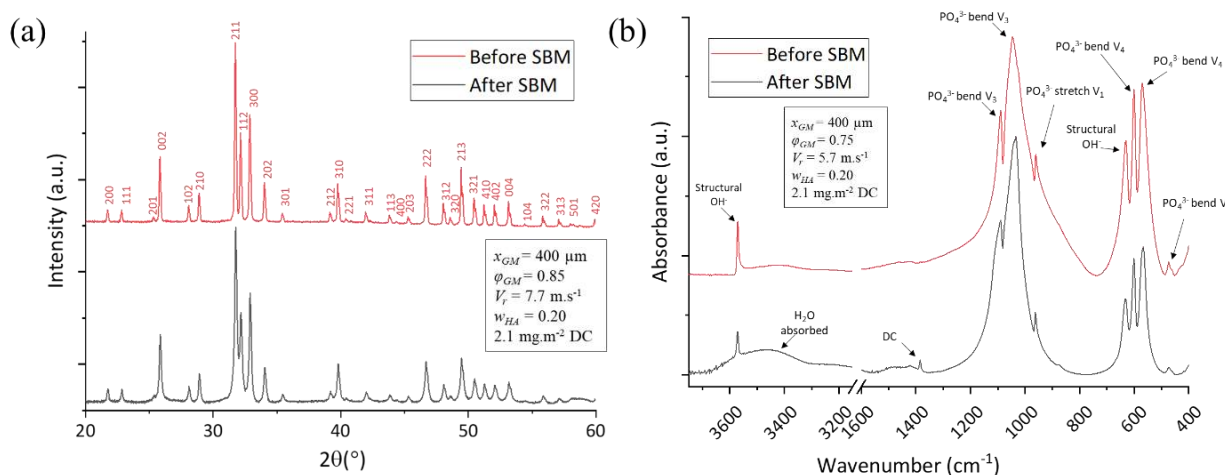 (a)
Intensity (a.u.)
Before SBM
After SBM
200
111
201
002
102
210
211
112
300
202
301
212
310
221
311
113
400
203
222
312
320
213
321
410
402
004
104
322
313
501
420
x_GM = 400 µm
φ_GM = 0.85
V_r = 7.7 m.s⁻¹
w_HA = 0.20
2.1 mg.m⁻² DC
20
30
40
50
60
2θ(°)
(b)
Absorbance (a.u.)
Before SBM
After SBM
x_GM = 400 µm
φ_GM = 0.75
V_r = 5.7 m.s⁻¹
w_HA = 0.20
2.1 mg.m⁻² DC
PO₄³⁻ bend V₃
PO₄³⁻ bend V₃
PO₄³⁻ stretch V₁
PO₄³⁻ bend V₄
PO₄³⁻ bend V₄
Structural
OH⁻
Structural
OH⁻
PO₄³⁻ bend V
H₂O
absorbed
DC
3600
3200
1600
1200
1000
800
600
400
Wavenumber (cm⁻¹)